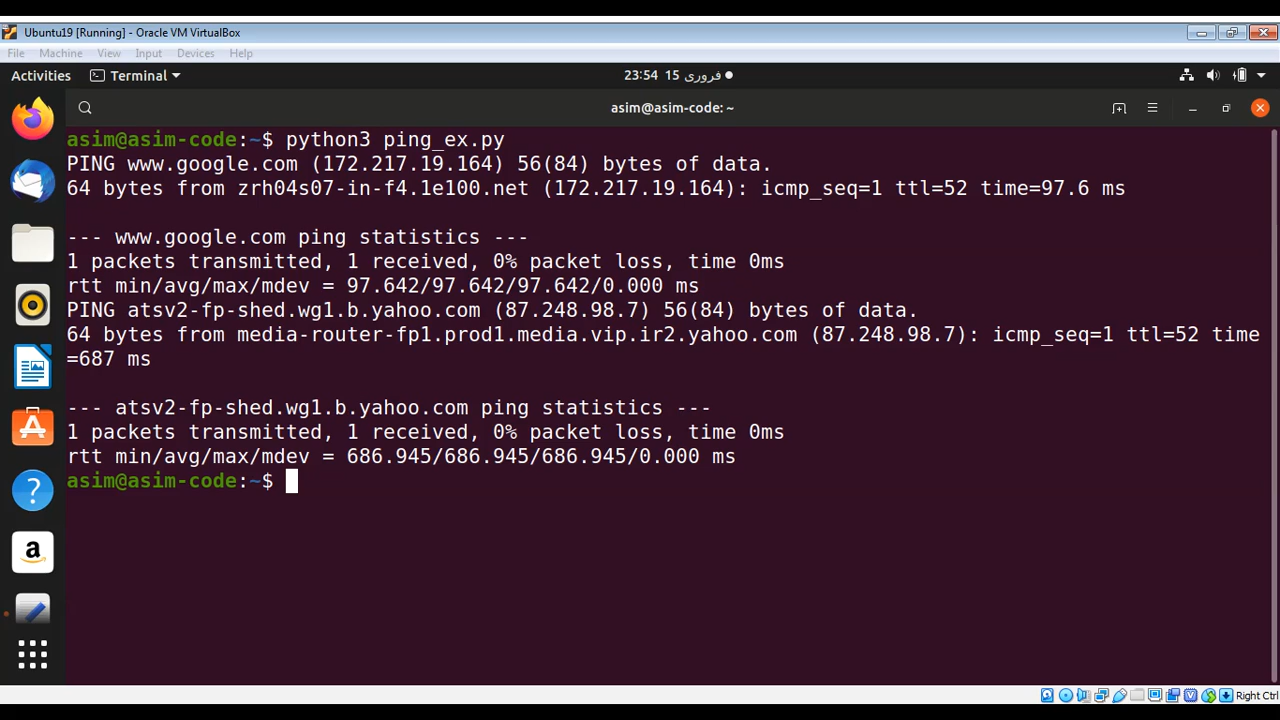 Ubuntu19 [Running] - Oracle VM VirtualBox
File Machine View Input Devices Help
Activities Terminal 23:54 15 فروری
asim@asim-code: ~
asim@asim-code:~$ python3 ping_ex.py
PING www.google.com (172.217.19.164) 56(84) bytes of data.
64 bytes from zrh04s07-in-f4.1e100.net (172.217.19.164): icmp_seq=1 ttl=52 time=97.6 ms
--- www.google.com ping statistics ---
1 packets transmitted, 1 received, 0% packet loss, time 0ms
rtt min/avg/max/mdev = 97.642/97.642/97.642/0.000 ms
PING atsv2-fp-shed.wg1.b.yahoo.com (87.248.98.7) 56(84) bytes of data.
64 bytes from media-router-fp1.prod1.media.vip.ir2.yahoo.com (87.248.98.7): icmp_seq=1 ttl=52 time
=687 ms
--- atsv2-fp-shed.wg1.b.yahoo.com ping statistics ---
1 packets transmitted, 1 received, 0% packet loss, time 0ms
rtt min/avg/max/mdev = 686.945/686.945/686.945/0.000 ms
asim@asim-code:~$
Right Ctrl